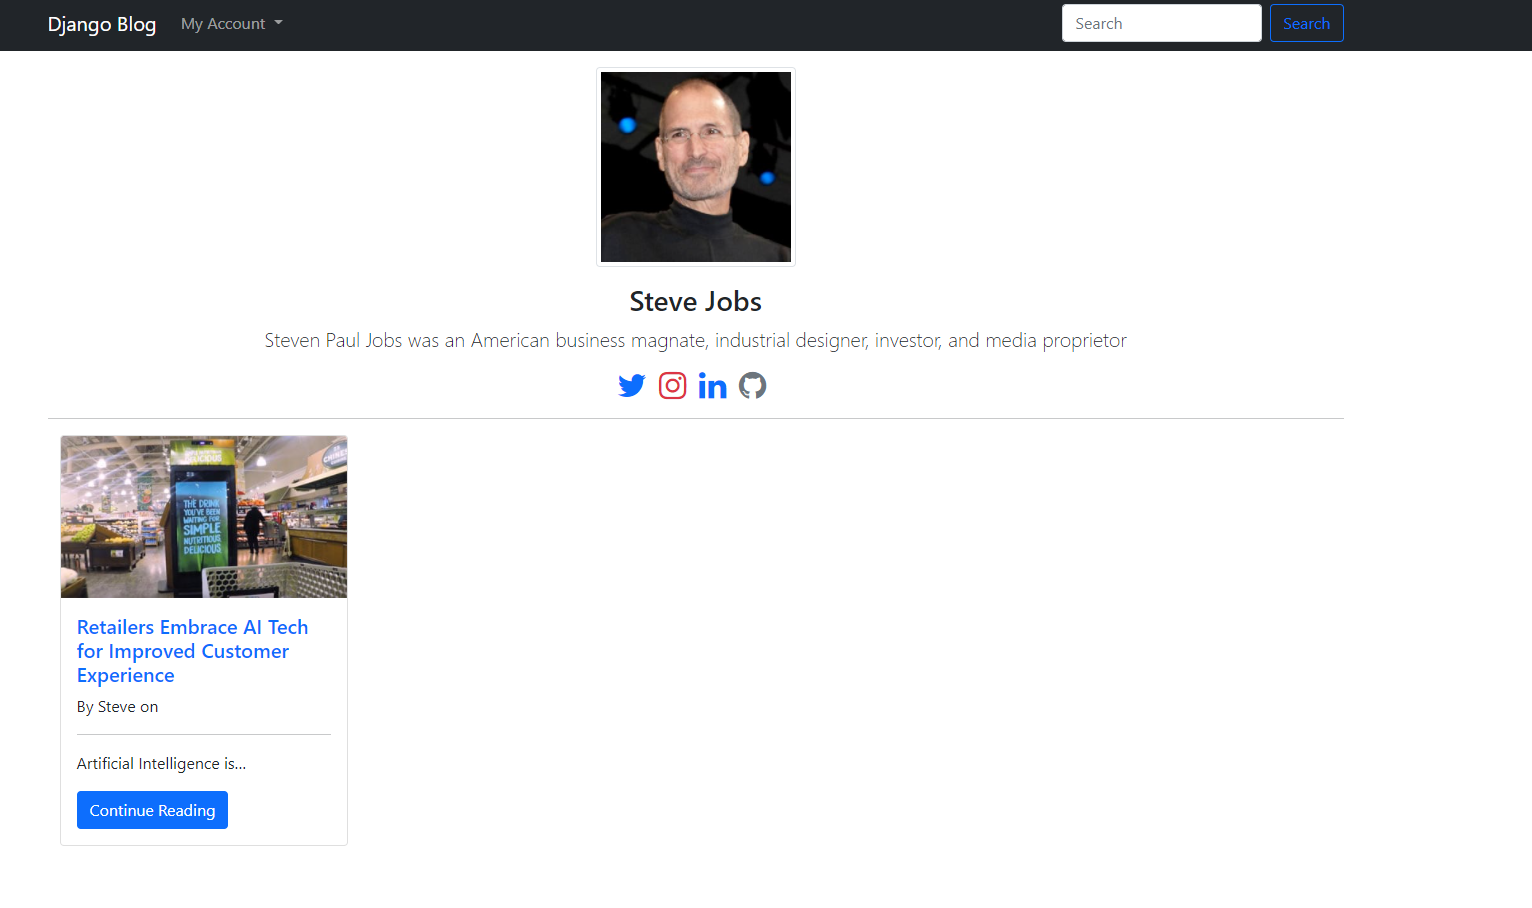 Django Blog My Account Search Search
Steve Jobs
Steven Paul Jobs was an American business magnate, industrial designer, investor, and media proprietor
DELICIOUS
THE DRINK
YOU'VE BEEN
WAITING FOR
SIMPLE
NUTRITIOUS
DELICIOUS
Retailers Embrace AI Tech
for Improved Customer
Experience
By Steve on
Artificial Intelligence is...
Continue Reading